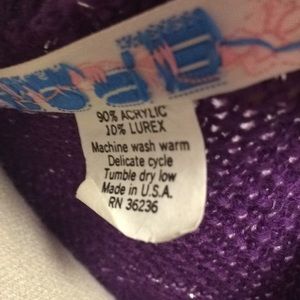 90% ACRYLIC
10% LUREX
Machine wash warm
Delicate cycle
Tumble dry low
Made in U.S.A.
RN 36236